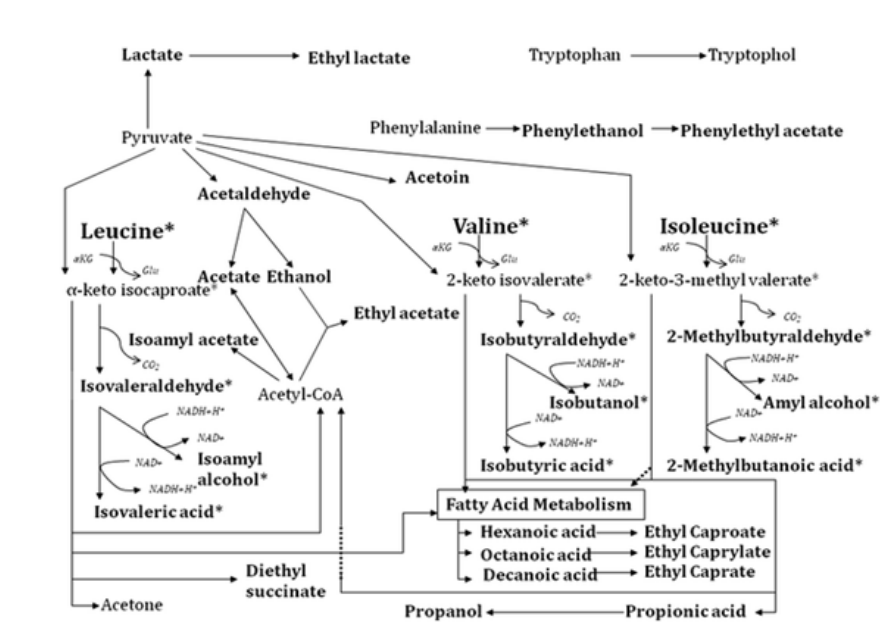 Lactate
Ethyl lactate
Tryptophan
Tryptophol
Phenylalanine
Phenylethanol
Phenylethyl acetate
Pyruvate
Acetoin
Acetaldehyde
Leucine*
αKG
Glu
α-keto isocaproate*
Acetate Ethanol
Valine*
αKG
Glu
2-keto isovalerate*
Isoleucine*
αKG
Glu
2-keto-3-methyl valerate*
Ethyl acetate
Isoamyl acetate
CO₂
Isovaleraldehyde*
Acetyl-CoA
CO₂
Isobutyraldehyde*
CO₂
2-Methylbutyraldehyde*
NADH+H⁺
NAD+
NAD+
NADH+H⁺
Isoamyl
alcohol*
Isovaleric acid*
NADH+H⁺
NAD+
Isobutanol*
NAD+
NADH+H⁺
Isobutyric acid*
NADH+H⁺
NAD+
Amyl alcohol*
NAD+
NADH+H⁺
2-Methylbutanoic acid*
Fatty Acid Metabolism
Hexanoic acid
Ethyl Caproate
Octanoic acid
Ethyl Caprylate
Decanoic acid
Ethyl Caprate
Diethyl
succinate
Acetone
Propanol
Propionic acid